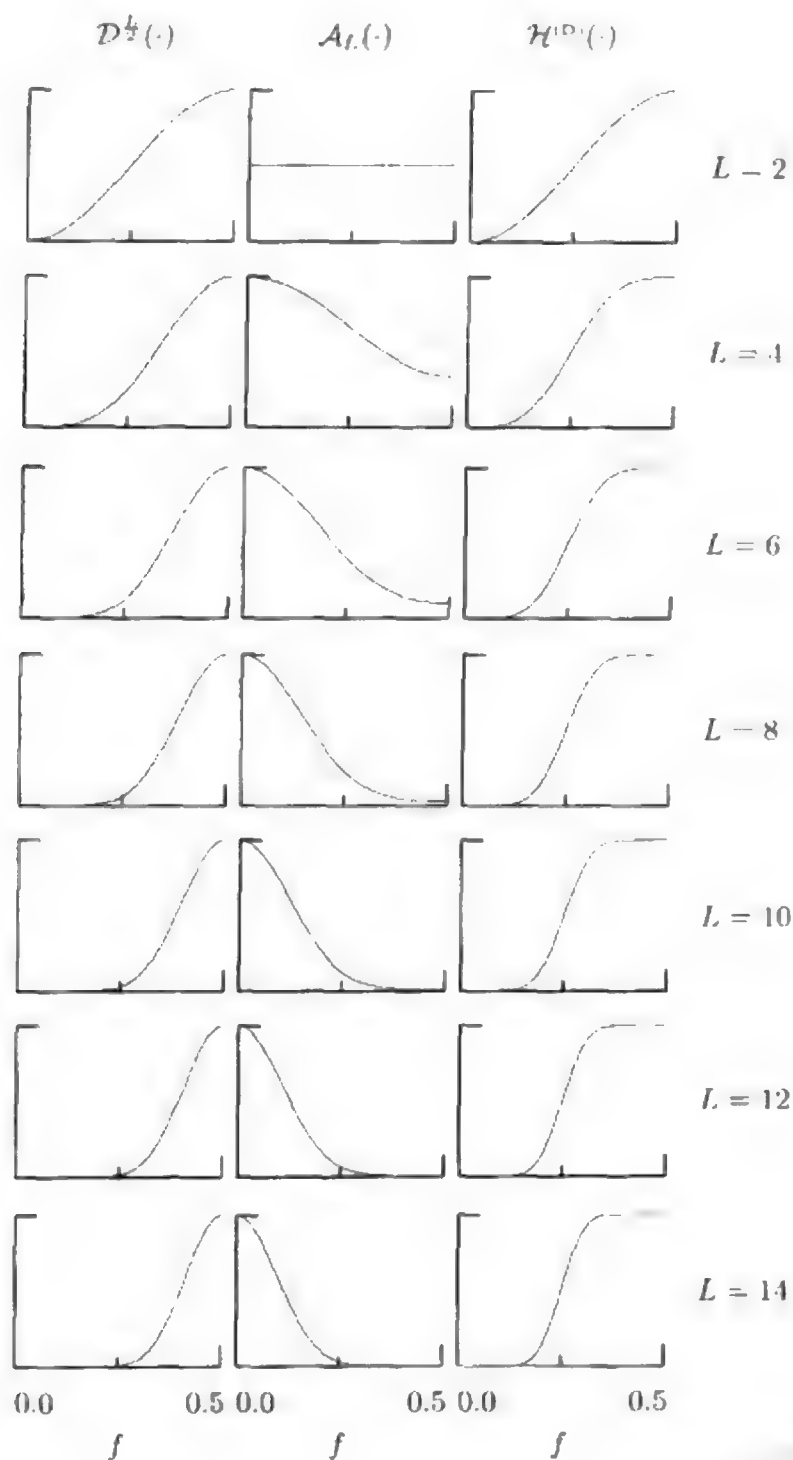 𝒟^{L/2}(·) 𝒜_L(·) ℋ^{(D)}(·)
L = 2
L = 4
L = 6
L = 8
L = 10
L = 12
L = 14
0.0 0.5 0.0 0.5 0.0 0.5
f f f